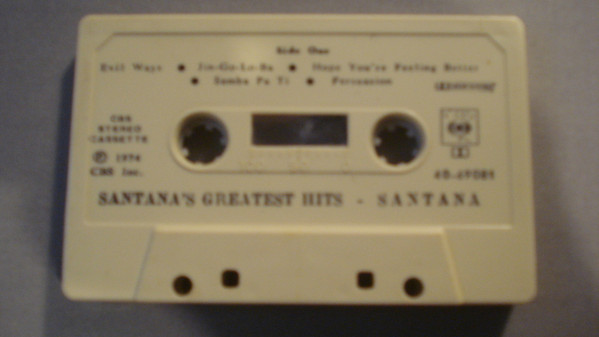 Side One
Evil Ways ● Jin-Go-Lo-Ba ● Hope You're Feeling Better
● Samba Pa Ti ● Persuasion
CBS
STEREO
CASSETTE
℗ 1974
CBS Inc.
CBS
40-69081
SANTANA'S GREATEST HITS - SANTANA